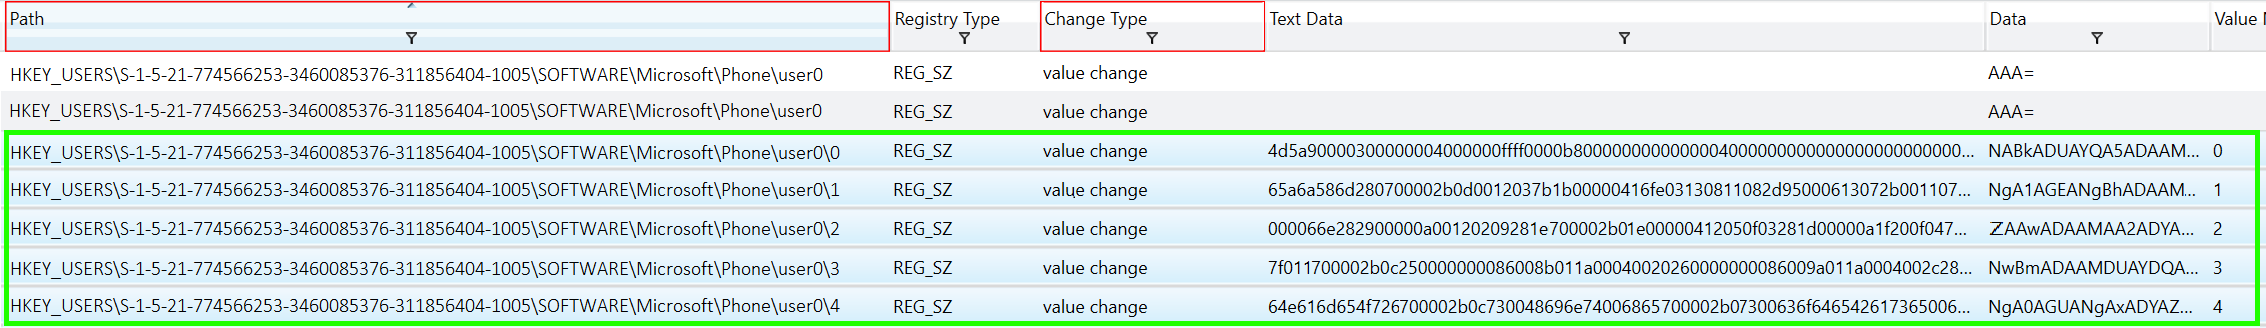 Path Registry Type Change Type Text Data Data Value N
HKEY_USERS\S-1-5-21-774566253-3460085376-311856404-1005\SOFTWARE\Microsoft\Phone\user0 REG_SZ value change AAA=
HKEY_USERS\S-1-5-21-774566253-3460085376-311856404-1005\SOFTWARE\Microsoft\Phone\user0 REG_SZ value change AAA=
HKEY_USERS\S-1-5-21-774566253-3460085376-311856404-1005\SOFTWARE\Microsoft\Phone\user0\0 REG_SZ value change 4d5a90000300000004000000ffff0000b80000000000000040000000000000000000000000... NABkADUAYQA5ADAAM... 0
HKEY_USERS\S-1-5-21-774566253-3460085376-311856404-1005\SOFTWARE\Microsoft\Phone\user0\1 REG_SZ value change 65a6a586d280700002b0d0012037b1b00000416fe03130811082d95000613072b001107... NgA1AGEANgBhADAAM... 1
HKEY_USERS\S-1-5-21-774566253-3460085376-311856404-1005\SOFTWARE\Microsoft\Phone\user0\2 REG_SZ value change 000066e282900000a00120209281e700002b01e00000412050f03281d00000a1f200f047... ZAAwADAAMAA2ADYA... 2
HKEY_USERS\S-1-5-21-774566253-3460085376-311856404-1005\SOFTWARE\Microsoft\Phone\user0\3 REG_SZ value change 7f011700002b0c250000000086008b011a00040020260000000086009a011a0004002c28... NwBmADAAMDUAYDQA... 3
HKEY_USERS\S-1-5-21-774566253-3460085376-311856404-1005\SOFTWARE\Microsoft\Phone\user0\4 REG_SZ value change 64e616d654f726700002b0c730048696e74006865700002b07300636f646542617365006... NgA0AGUANgAxADYAZ... 4